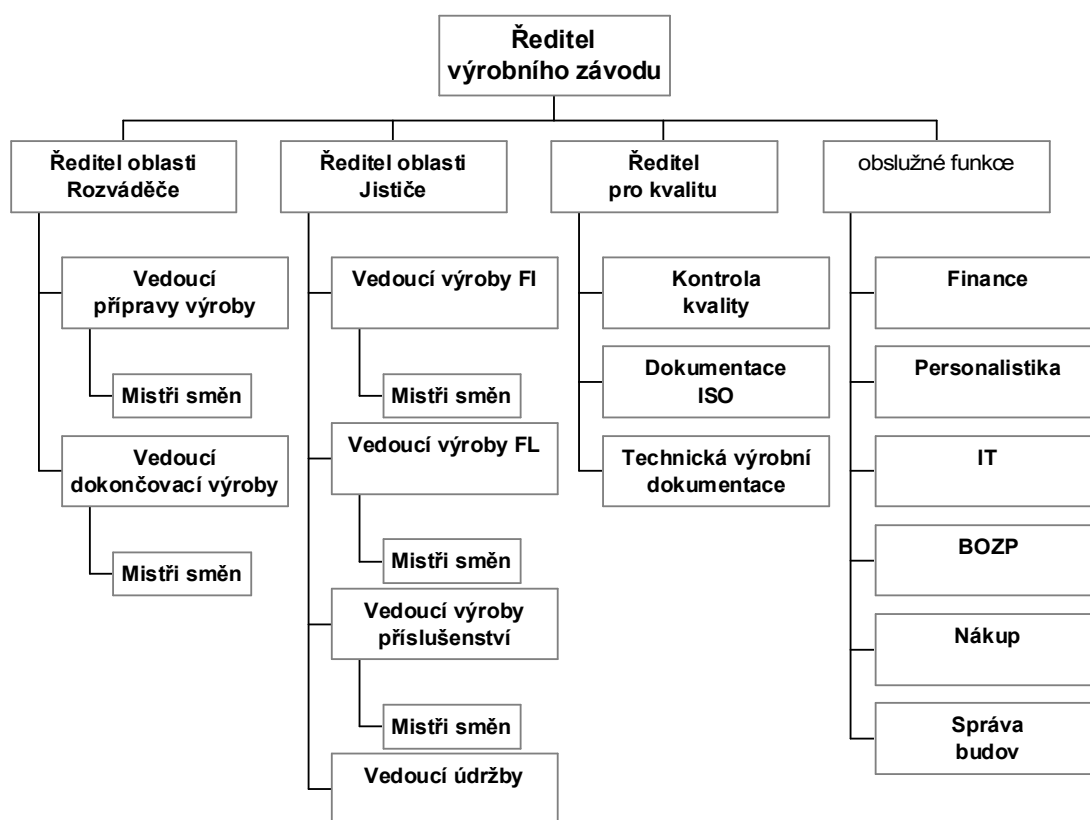 Ředitel
výrobního závodu
Ředitel oblasti
Rozváděče
Vedoucí
přípravy výroby
Mistři směn
Vedoucí
dokončovací výroby
Mistři směn
Ředitel oblasti
Jističe
Vedoucí výroby FI
Mistři směn
Vedoucí výroby FL
Mistři směn
Vedoucí výroby
příslušenství
Mistři směn
Vedoucí údržby
Ředitel
pro kvalitu
Kontrola
kvality
Dokumentace
ISO
Technická výrobní
dokumentace
obslužné funkce
Finance
Personalistika
IT
BOZP
Nákup
Správa
budov